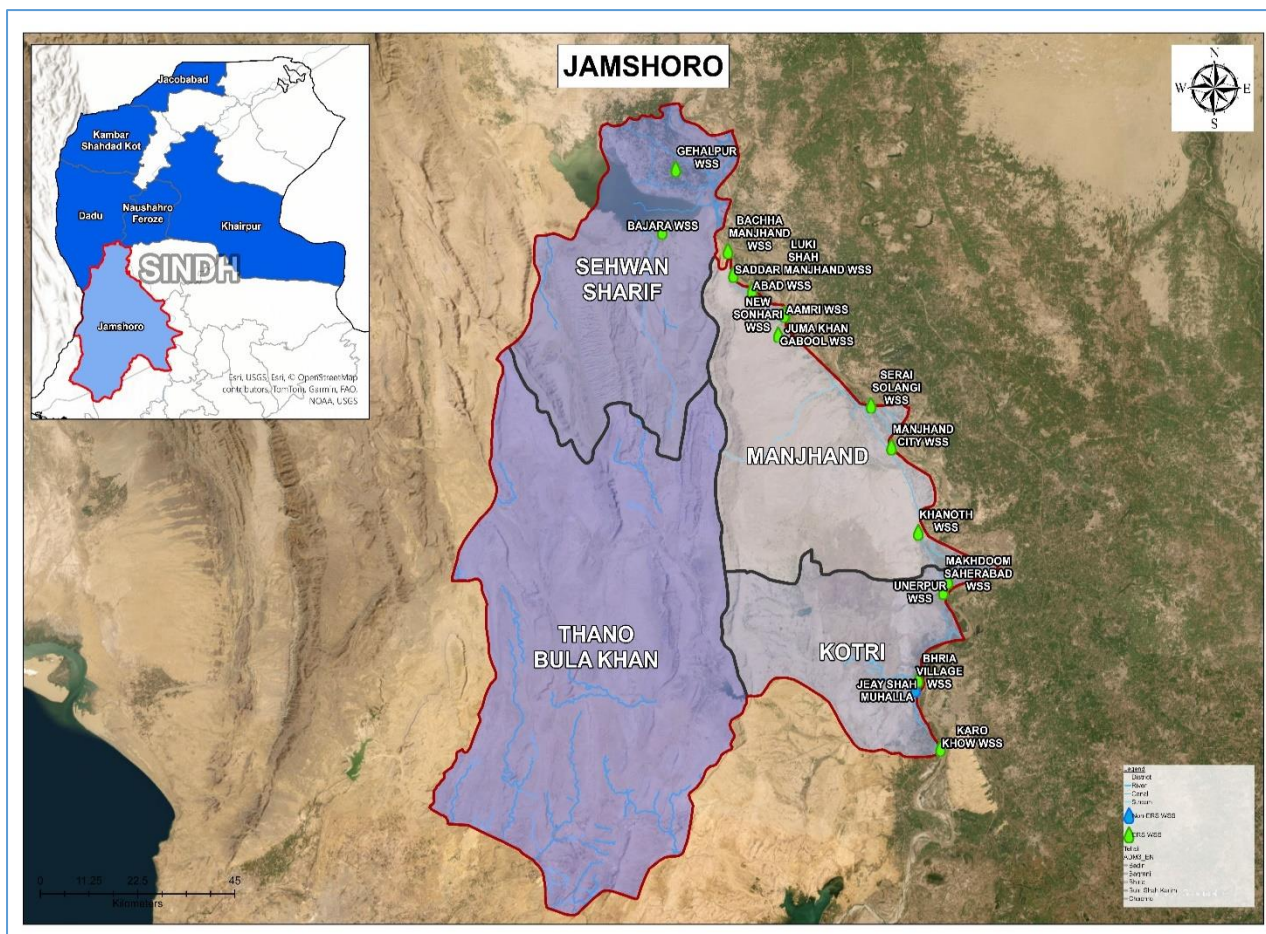 JAMSHORO
N
W
E
S
Jacobabad
Kambar
Shahdad Kot
Dadu
Naushahro
Feroze
Khairpur
SINDH
Jamshoro
Esri, USGS, Esri, © OpenStreetMap
contributors, TomTom, Garmin, FAO,
NOAA, USGS
GEHALPUR
WSS
BAJARA WSS
BACHHA
MANJHAND
WSS
LUKI
SHAH
SADDAR MANJHAND WSS
ABAD WSS
NEW
SONHARI
WSS
AAMRI WSS
JUMA KHAN
GABOOL WSS
SEHWAN
SHARIF
SERAI
SOLANGI
WSS
MANJHAND
CITY WSS
MANJHAND
KHANOTH
WSS
MAKHDOOM
SAHERABAD
WSS
UNERPUR
WSS
THANO
BULA KHAN
KOTRI
BHRIA
VILLAGE
WSS
JEAY SHAH
MUHALLA
KARO
KHOW WSS
0 11.25 22.5 45
Kilometers
Legend
District
River
Canal
Stream